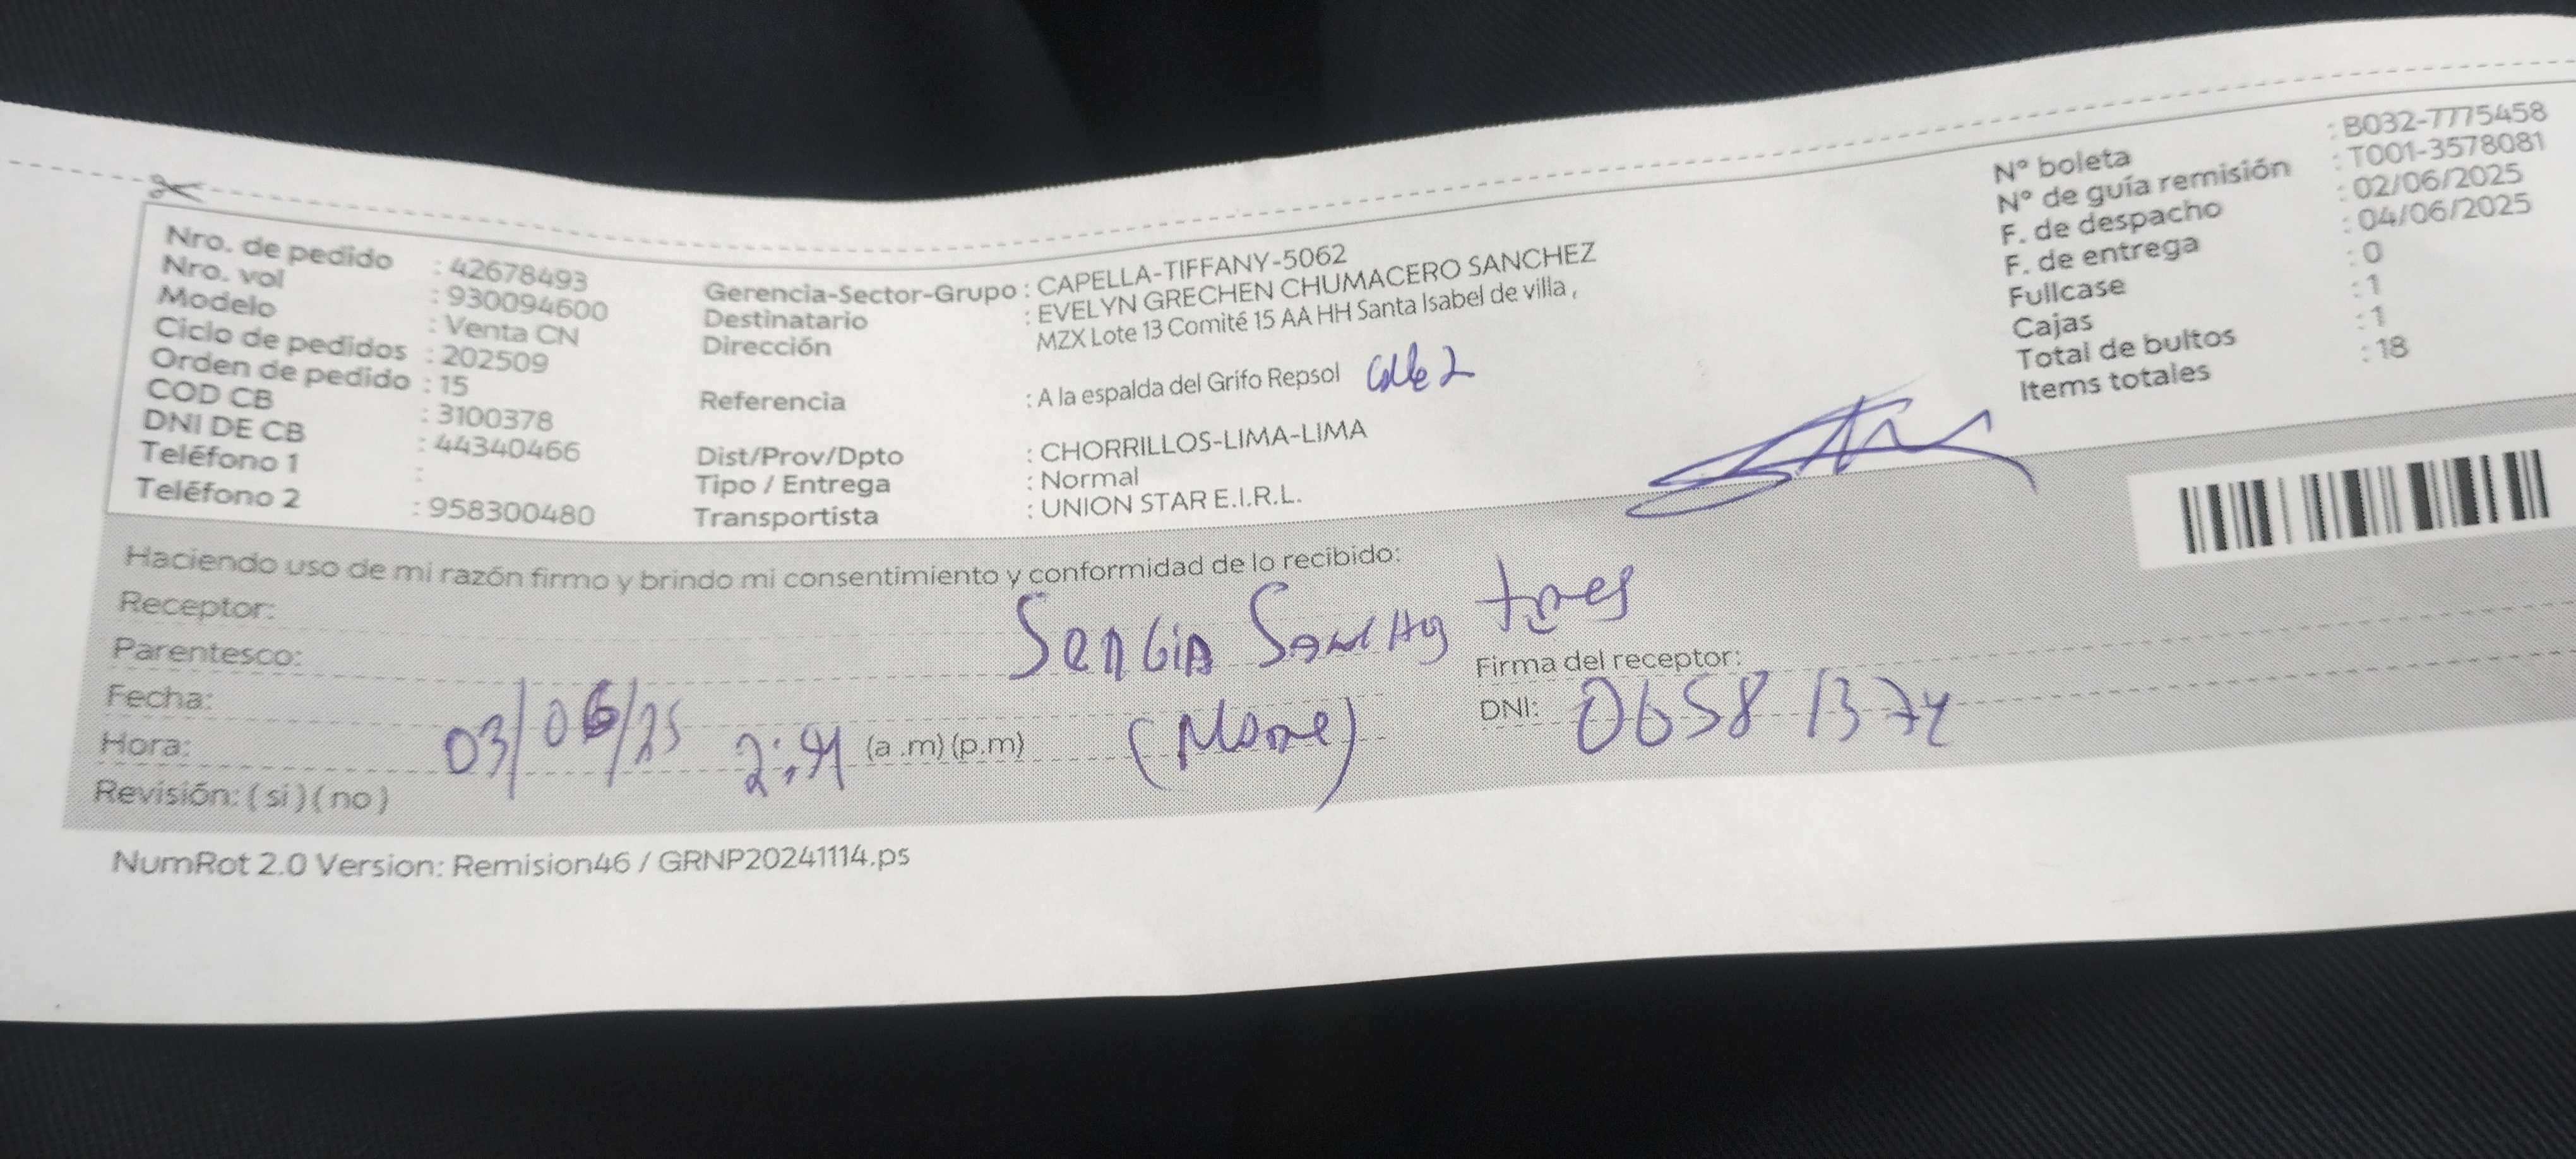 Nro. de pedido : 42678493
Nro. vol : 930094600
Modelo : Venta CN
Ciclo de pedidos : 202509
Orden de pedido : 15
COD CB : 3100378
DNI DE CB : 44340466
Teléfono 1 :
Teléfono 2 : 958300480
Gerencia-Sector-Grupo : CAPELLA-TIFFANY-5062
Destinatario : EVELYN GRECHEN CHUMACERO SANCHEZ
Dirección MZX Lote 13 Comité 15 AA HH Santa Isabel de villa ,
Referencia : A la espalda del Grifo Repsol Calle 2
Dist/Prov/Dpto : CHORRILLOS-LIMA-LIMA
Tipo / Entrega : Normal
Transportista : UNION STAR E.I.R.L.
N° boleta : B032-7775458
N° de guía remisión : T001-3578081
F. de despacho : 02/06/2025
F. de entrega : 04/06/2025
Fullcase : 0
Cajas : 1
Total de bultos : 1
Items totales : 18
Haciendo uso de mi razón firmo y brindo mi consentimiento y conformidad de lo recibido:
Receptor:
Parentesco:
Firma del receptor:
Fecha: 03/06/25
DNI: 06581374
Hora: (a .m) (p.m)
Revisión: ( si ) ( no )
NumRot 2.0 Version: Remision46 / GRNP20241114.ps